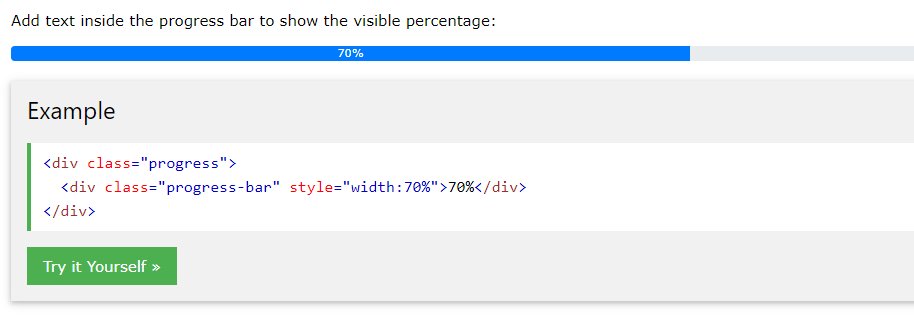 Add text inside the progress bar to show the visible percentage:
70%
Example
<div class="progress">
  <div class="progress-bar" style="width:70%">70%</div>
</div>
Try it Yourself »